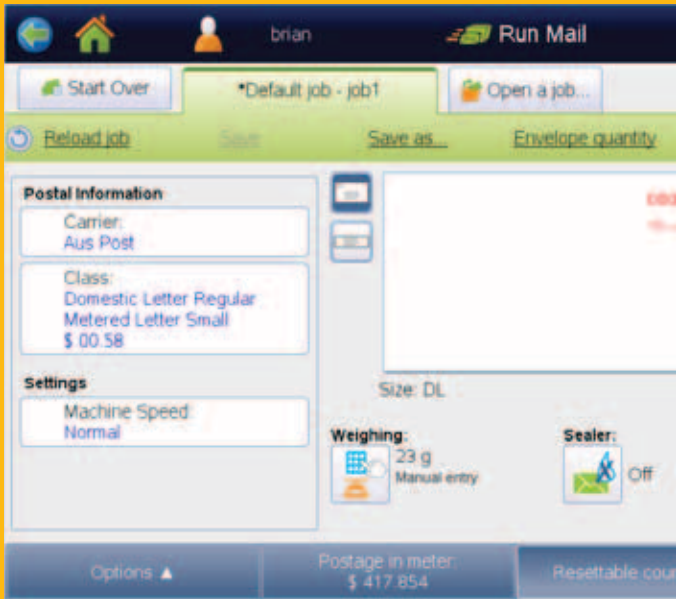 brian
Run Mail
Start Over
*Default job - job1
Open a job...
Reload job
Save
Save as...
Envelope quantity
Postal Information
Carrier:
Aus Post
Class:
Domestic Letter Regular
Metered Letter Small
$ 00.58
Settings
Machine Speed
Normal
Size: DL
Weighing:
23 g
Manual entry
Sealer:
Off
Options ▲
Postage in meter:
$ 417.854
Resettable cou